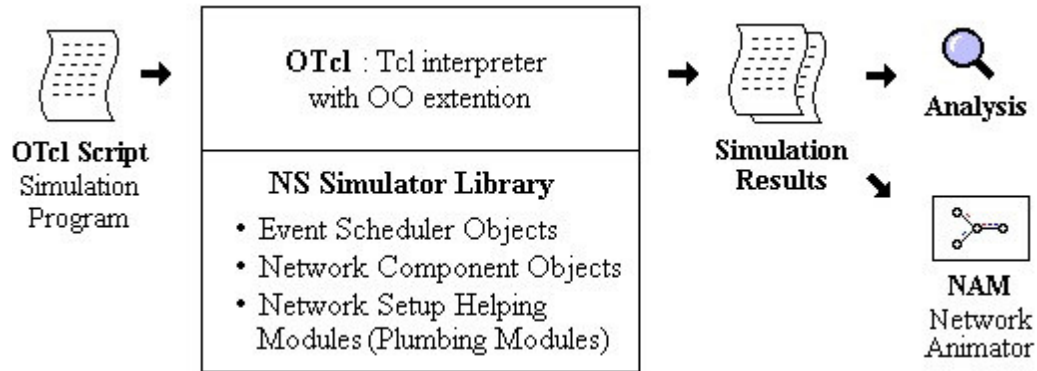 OTcl Script
Simulation
Program
OTcl : Tcl interpreter
with OO extention
NS Simulator Library
• Event Scheduler Objects
• Network Component Objects
• Network Setup Helping
Modules (Plumbing Modules)
Simulation
Results
Analysis
NAM
Network
Animator